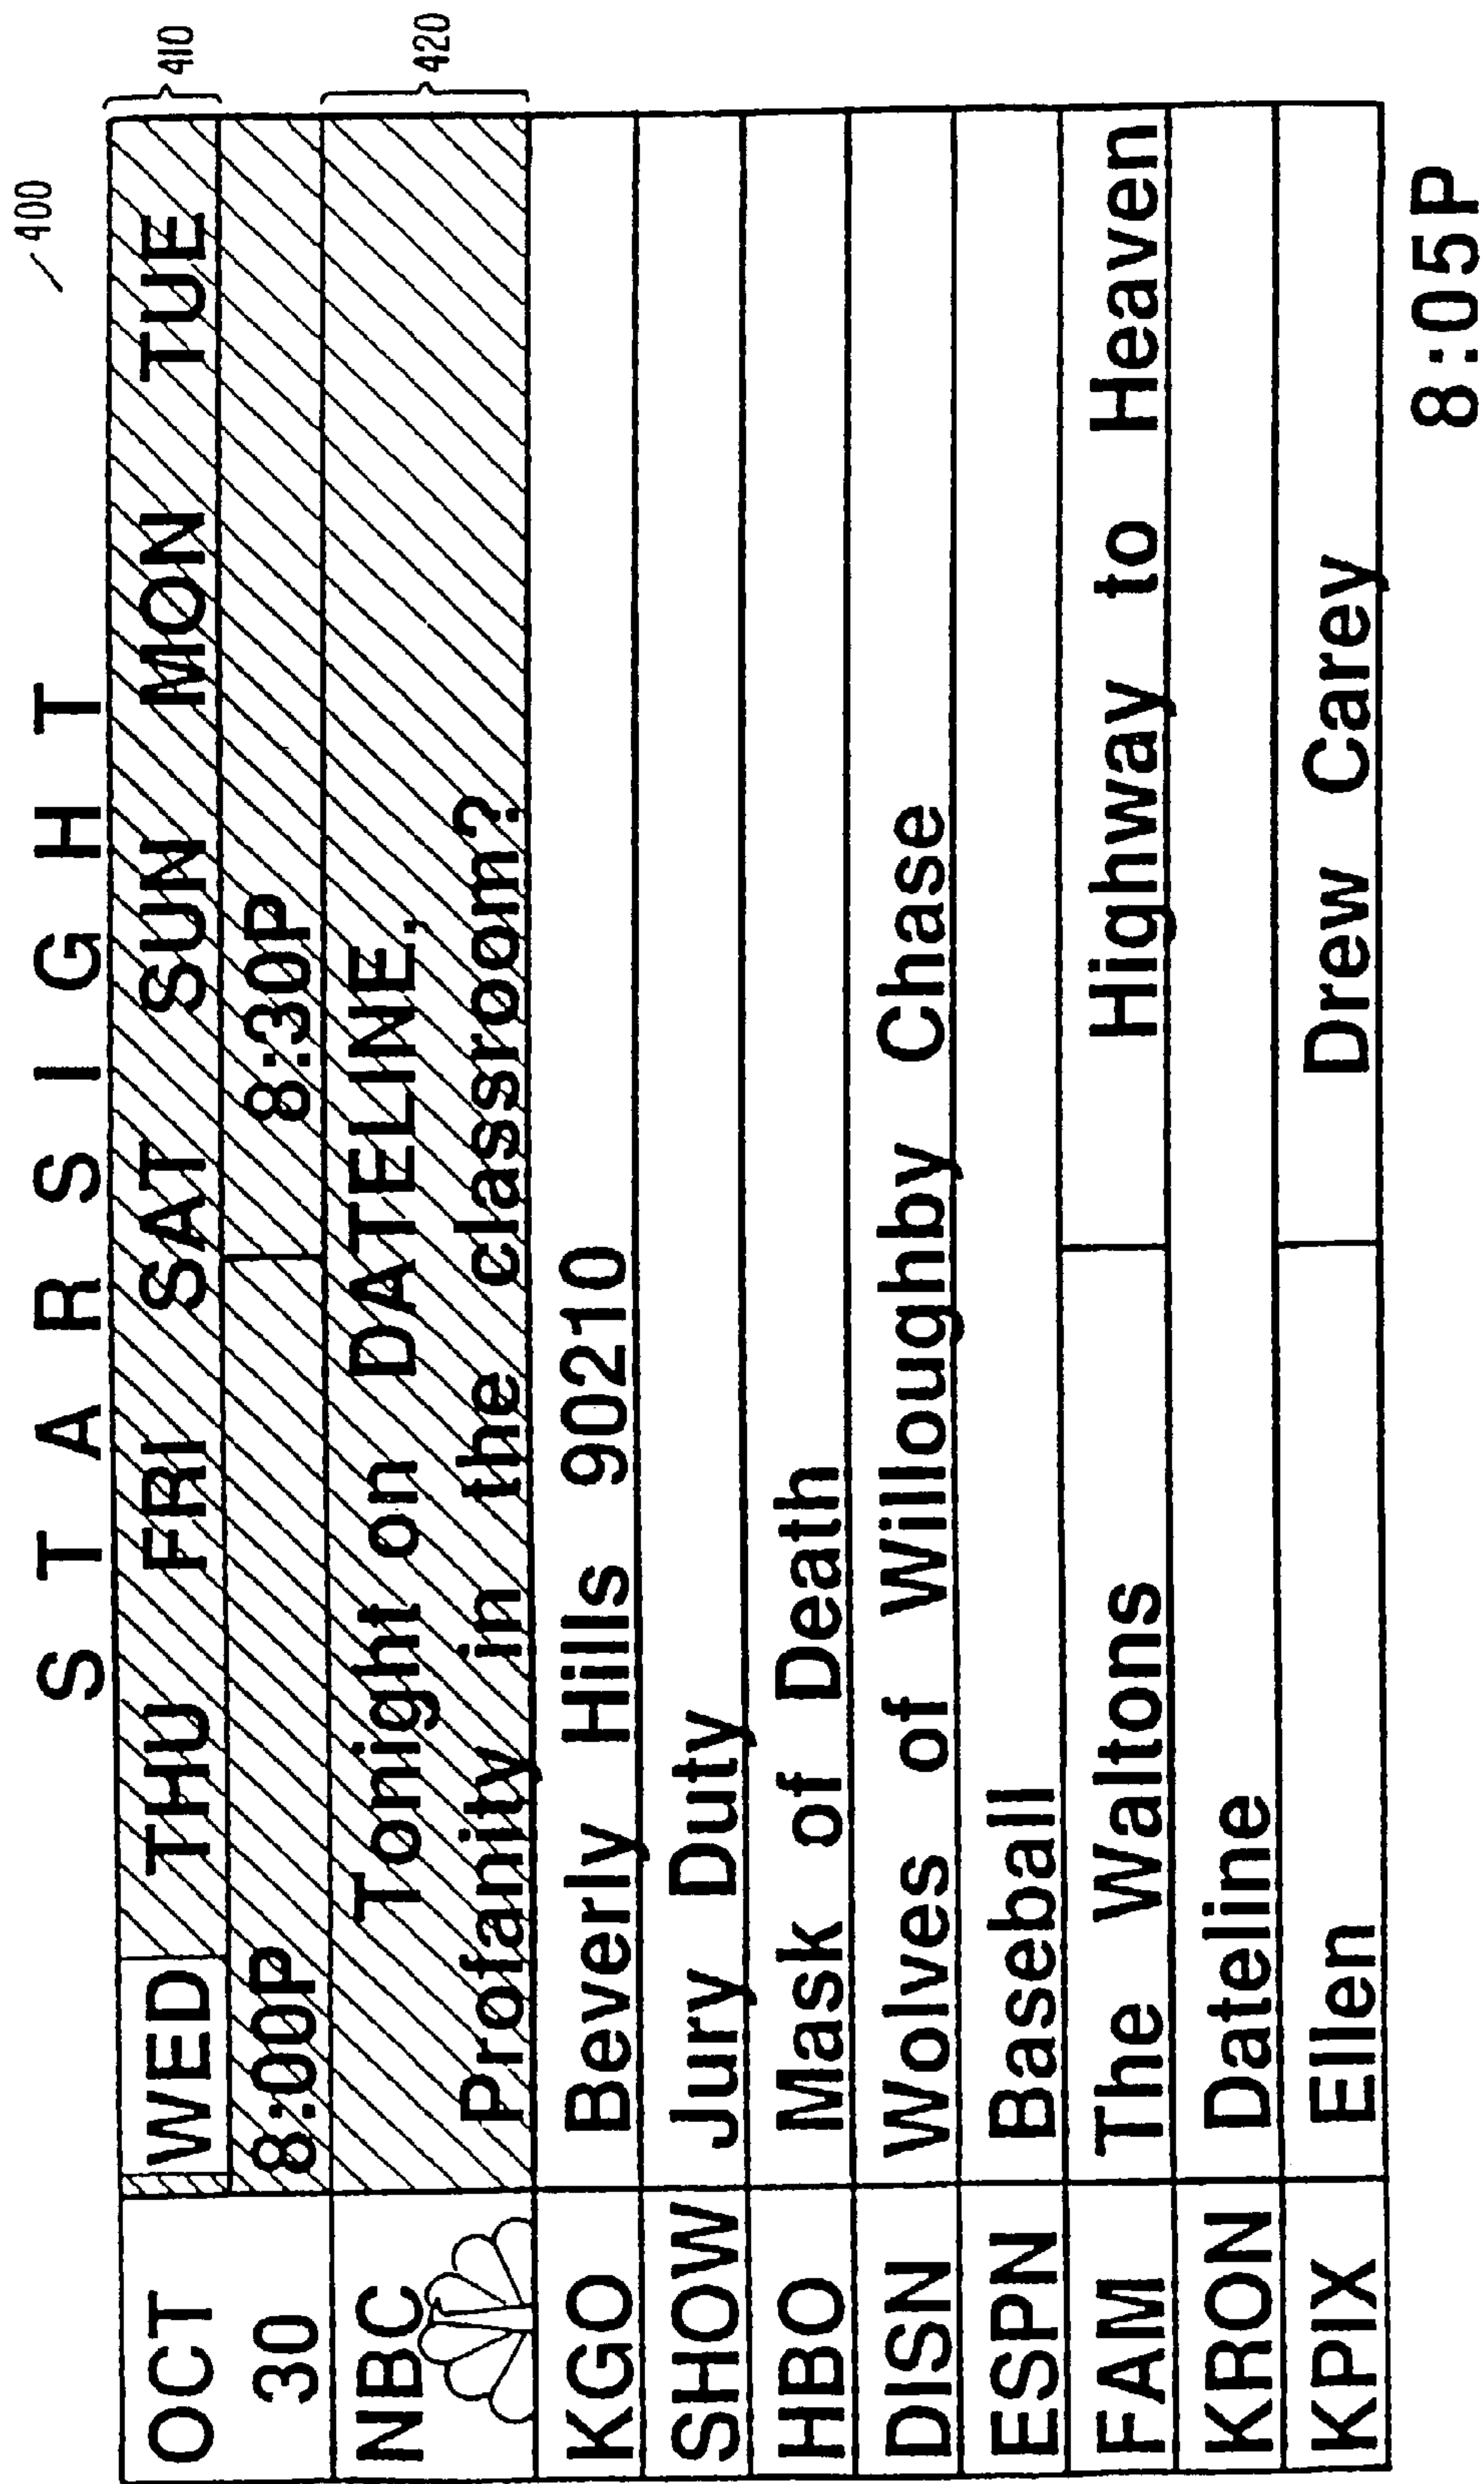 400
S T A R S I G H T
OCT WED THU FRI SAT SUN MON TUE 410
30 8:00P 8:30P
NBC Tonight on DATELINE. 420
Profanity in the classroom?
KGO Beverly Hills 90210
SHOW Jury Duty
HBO Mask of Death
DISN Wolves of Willoughby Chase
ESPN Baseball
FAM The Waltons Highway to Heaven
KRON Dateline
KPIX Ellen Drew Carey
8:05P